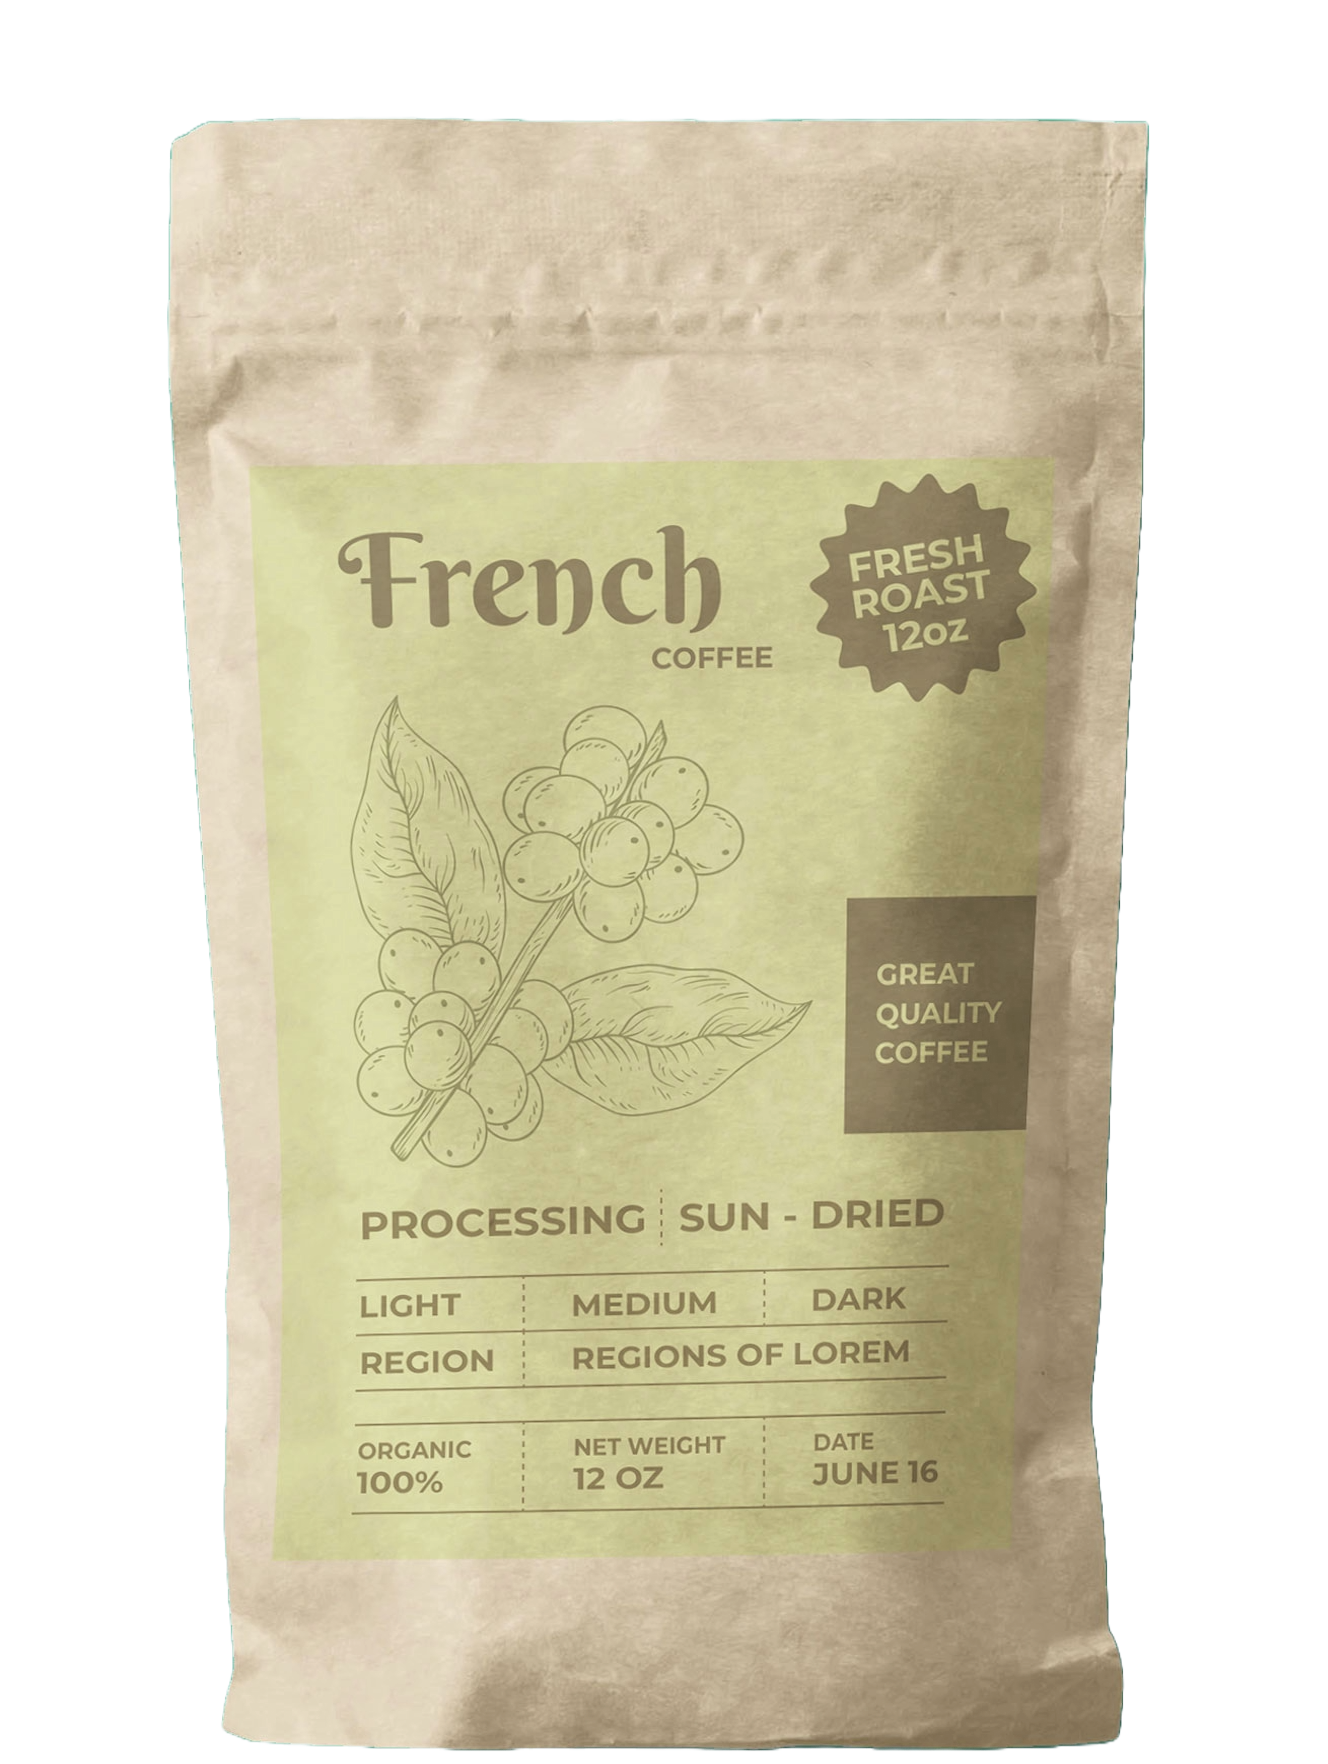 French
COFFEE
FRESH
ROAST
12oz
GREAT
QUALITY
COFFEE
PROCESSING SUN - DRIED
LIGHT MEDIUM DARK
REGION REGIONS OF LOREM
ORGANIC NET WEIGHT DATE
100% 12 OZ JUNE 16